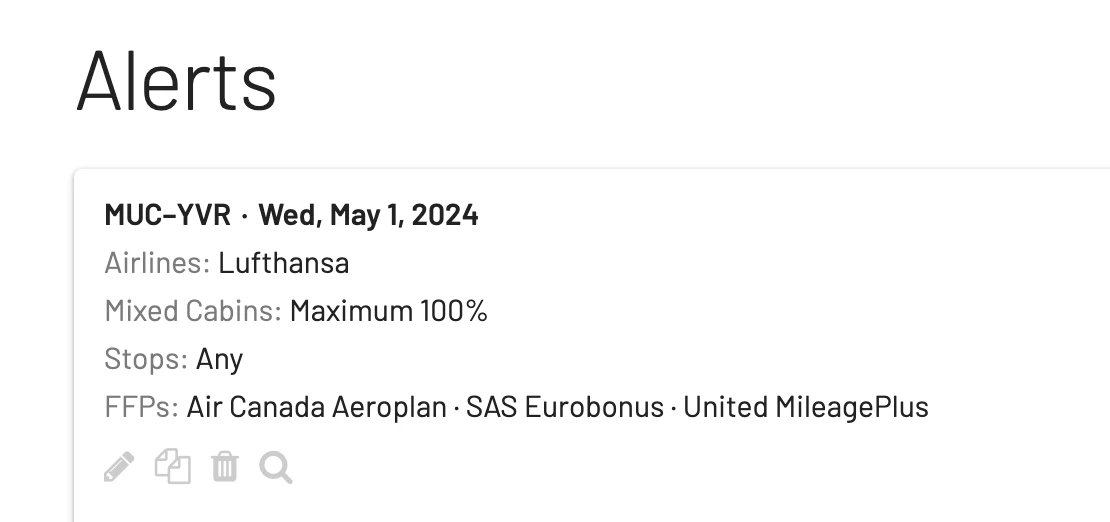 Alerts
MUC–YVR · Wed, May 1, 2024
Airlines: Lufthansa
Mixed Cabins: Maximum 100%
Stops: Any
FFPs: Air Canada Aeroplan · SAS Eurobonus · United MileagePlus